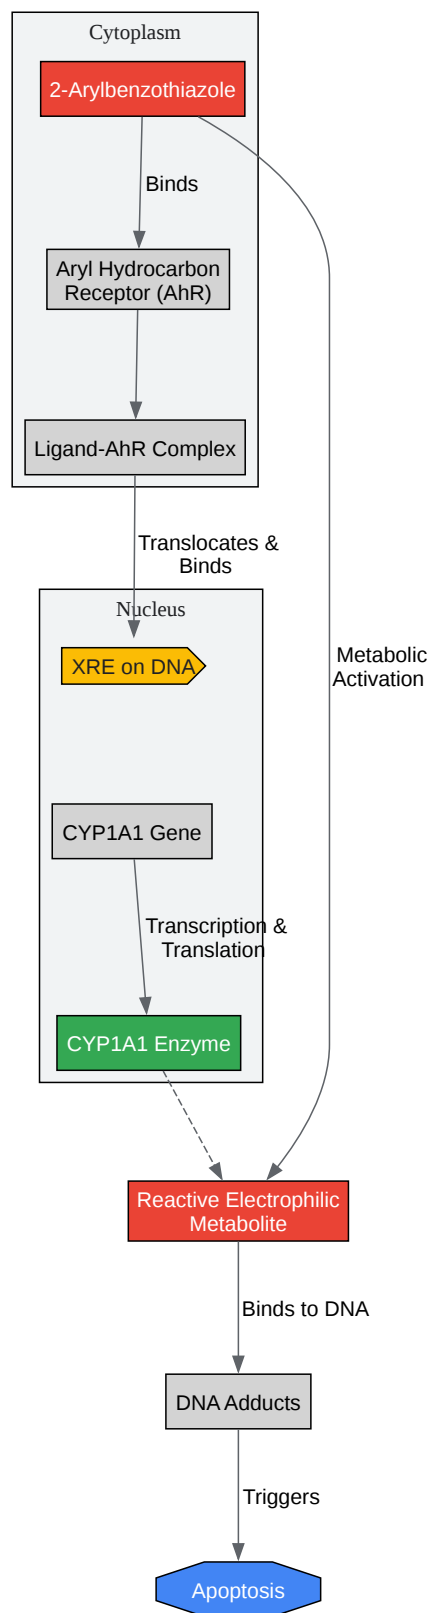 Cytoplasm
2-Arylbenzothiazole
Binds
Aryl Hydrocarbon
Receptor (AhR)
Ligand-AhR Complex
Translocates &
Binds
Nucleus
XRE on DNA
Metabolic
Activation
CYP1A1 Gene
Transcription &
Translation
CYP1A1 Enzyme
Reactive Electrophilic
Metabolite
Binds to DNA
DNA Adducts
Triggers
Apoptosis